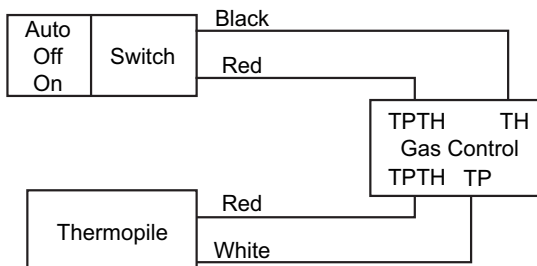 Black
Auto
Off
On
Switch
Red
TPTH TH
Gas Control
TPTH TP
Red
Thermopile
White